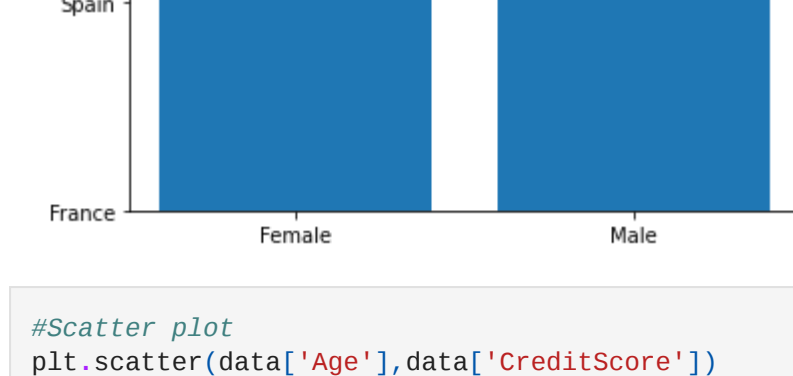 Spain
France
Female Male
#Scatter plot
plt.scatter(data['Age'],data['CreditScore'])